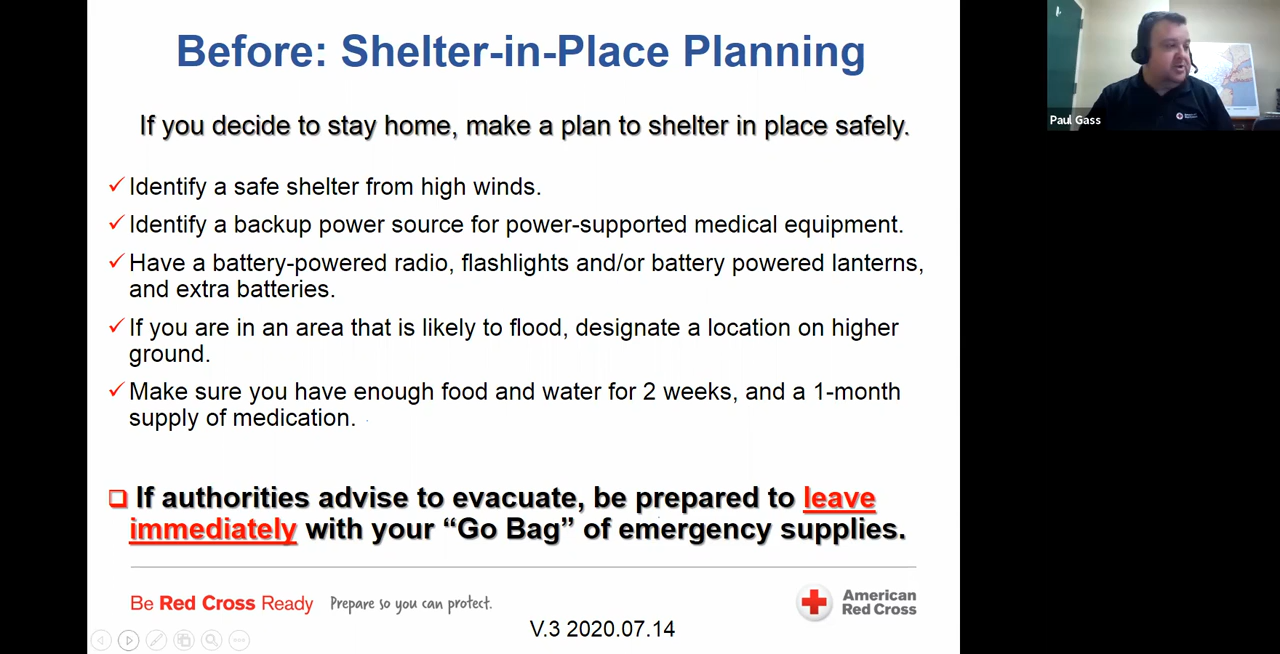 Before: Shelter-in-Place Planning
If you decide to stay home, make a plan to shelter in place safely.
Identify a safe shelter from high winds.
Identify a backup power source for power-supported medical equipment.
Have a battery-powered radio, flashlights and/or battery powered lanterns,
and extra batteries.
If you are in an area that is likely to flood, designate a location on higher
ground.
Make sure you have enough food and water for 2 weeks, and a 1-month
supply of medication.
If authorities advise to evacuate, be prepared to leave
immediately with your “Go Bag” of emergency supplies.
Be Red Cross Ready Prepare so you can protect.
American
Red Cross
V.3 2020.07.14
Paul Gass